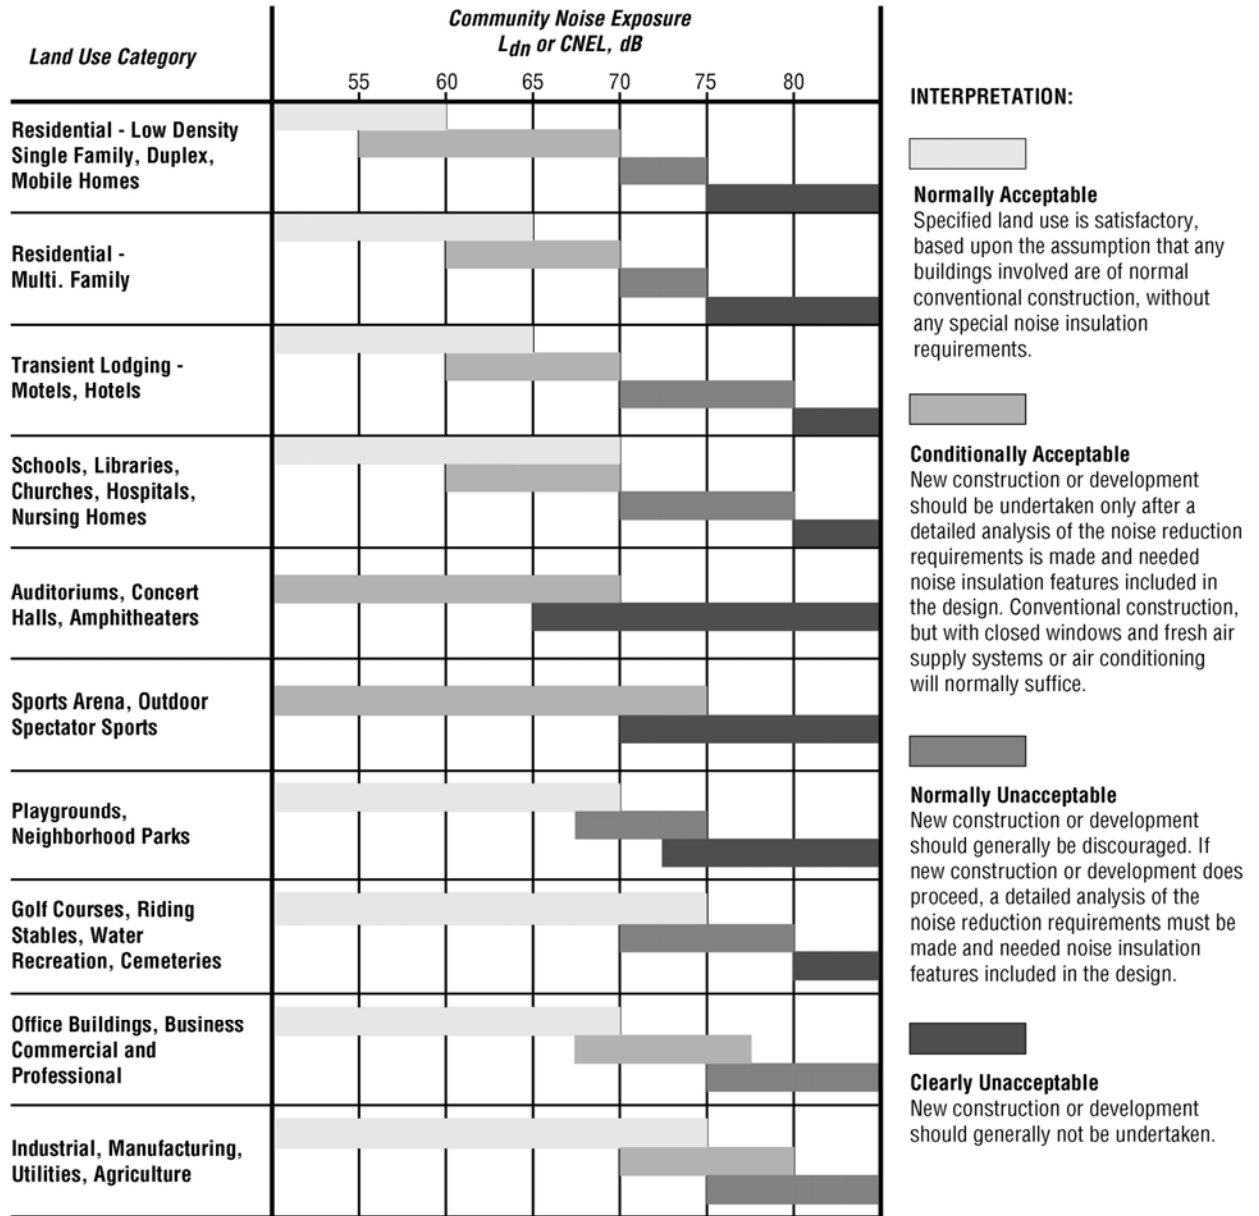 Community Noise Exposure
Ldn or CNEL, dB
Land Use Category
55 60 65 70 75 80
Residential - Low Density
Single Family, Duplex,
Mobile Homes
Residential -
Multi. Family
Transient Lodging -
Motels, Hotels
Schools, Libraries,
Churches, Hospitals,
Nursing Homes
Auditoriums, Concert
Halls, Amphitheaters
Sports Arena, Outdoor
Spectator Sports
Playgrounds,
Neighborhood Parks
Golf Courses, Riding
Stables, Water
Recreation, Cemeteries
Office Buildings, Business
Commercial and
Professional
Industrial, Manufacturing,
Utilities, Agriculture
INTERPRETATION:
Normally Acceptable
Specified land use is satisfactory,
based upon the assumption that any
buildings involved are of normal
conventional construction, without
any special noise insulation
requirements.
Conditionally Acceptable
New construction or development
should be undertaken only after a
detailed analysis of the noise reduction
requirements is made and needed
noise insulation features included in
the design. Conventional construction,
but with closed windows and fresh air
supply systems or air conditioning
will normally suffice.
Normally Unacceptable
New construction or development
should generally be discouraged. If
new construction or development does
proceed, a detailed analysis of the
noise reduction requirements must be
made and needed noise insulation
features included in the design.
Clearly Unacceptable
New construction or development
should generally not be undertaken.